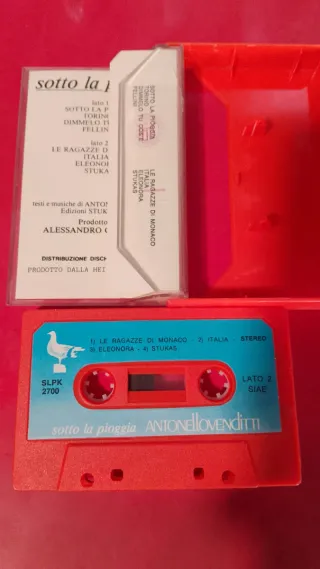 sotto la p
lato 1
SOTTO LA P
TORIN
DIMMELO T
FELLIN
lato 2
LE RAGAZZE D
ITALIA
ELEONO
STUKA
testi e musiche di ANTON
Edizioni STUK
Prodotto
ALESSANDRO
DISTRIBUZIONE DISC
PRODOTTO DALLA HEI
SOTTO LA PIOGGIA
TORINO
DIMMELO TU
FELLINI
LE RAGAZZE DI MONACO
ITALIA
ELEONORA
STUKAS
1) LE RAGAZZE DI MONACO - 2) ITALIA - STEREO
3) ELEONORA - 4) STUKAS
SLPK
2700
LATO 2
SIAE
sotto la pioggia ANTONELLOVENDITTI